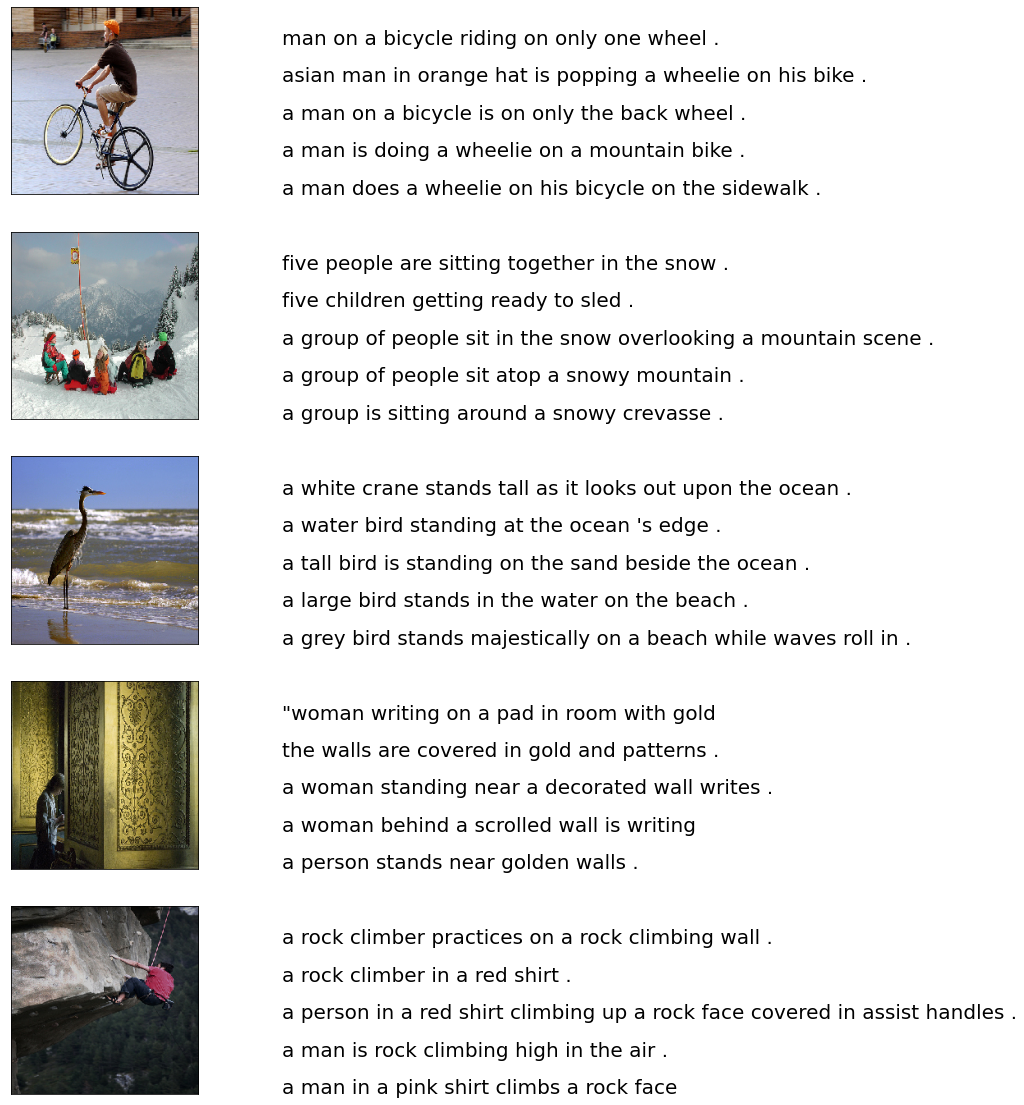 man on a bicycle riding on only one wheel .
asian man in orange hat is popping a wheelie on his bike .
a man on a bicycle is on only the back wheel .
a man is doing a wheelie on a mountain bike .
a man does a wheelie on his bicycle on the sidewalk .
five people are sitting together in the snow .
five children getting ready to sled .
a group of people sit in the snow overlooking a mountain scene .
a group of people sit atop a snowy mountain .
a group is sitting around a snowy crevasse .
a white crane stands tall as it looks out upon the ocean .
a water bird standing at the ocean 's edge .
a tall bird is standing on the sand beside the ocean .
a large bird stands in the water on the beach .
a grey bird stands majestically on a beach while waves roll in .
"woman writing on a pad in room with gold
the walls are covered in gold and patterns .
a woman standing near a decorated wall writes .
a woman behind a scrolled wall is writing
a person stands near golden walls .
a rock climber practices on a rock climbing wall .
a rock climber in a red shirt .
a person in a red shirt climbing up a rock face covered in assist handles .
a man is rock climbing high in the air .
a man in a pink shirt climbs a rock face